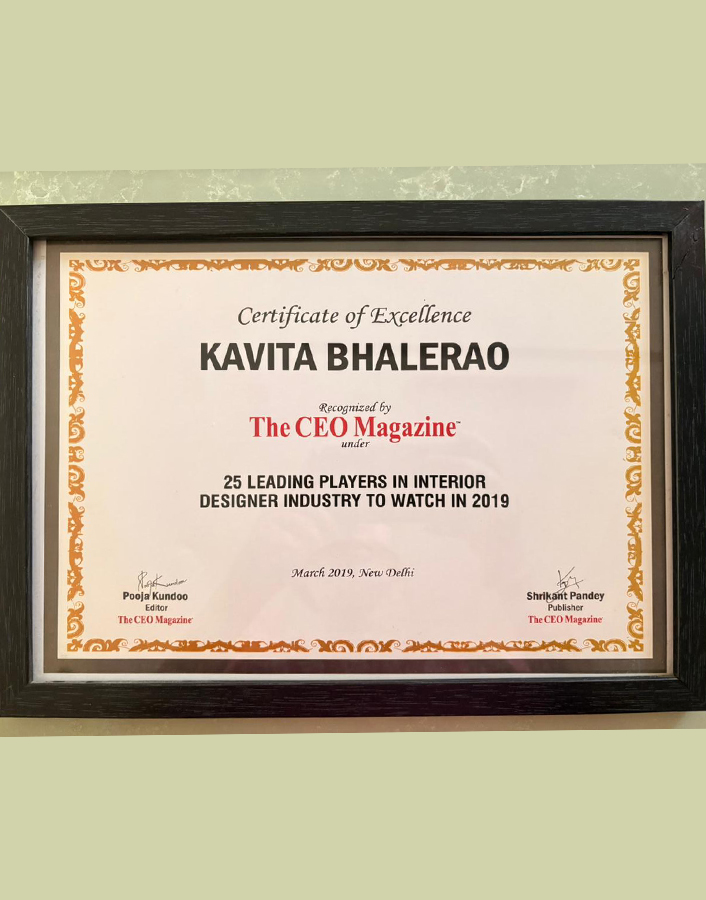 Certificate of Excellence
KAVITA BHALERAO
Recognized by
The CEO Magazine™
under
25 LEADING PLAYERS IN INTERIOR
DESIGNER INDUSTRY TO WATCH IN 2019
March 2019, New Delhi
Pooja Kundoo
Editor
The CEO Magazine
Shrikant Pandey
Publisher
The CEO Magazine